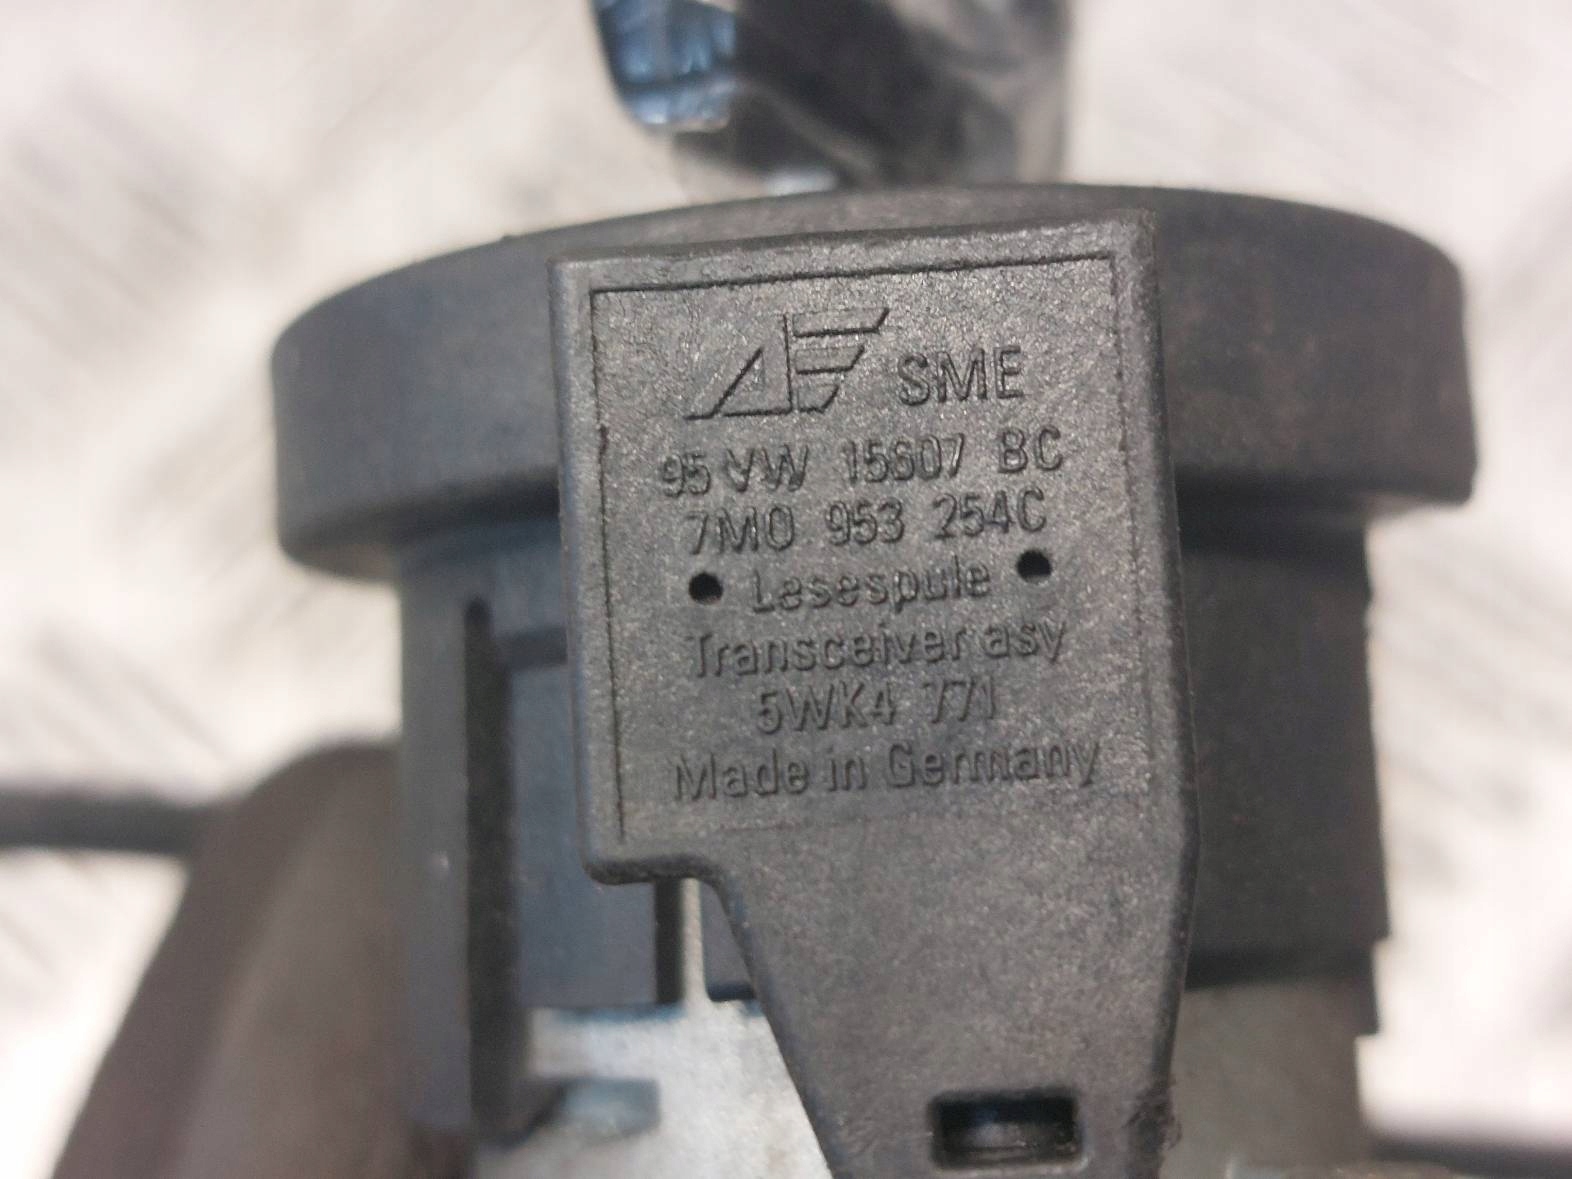 SME
95 VW 15607 BC
7M0 953 254C
Lesespule
Transceiver asy
5WK4 771
Made in Germany